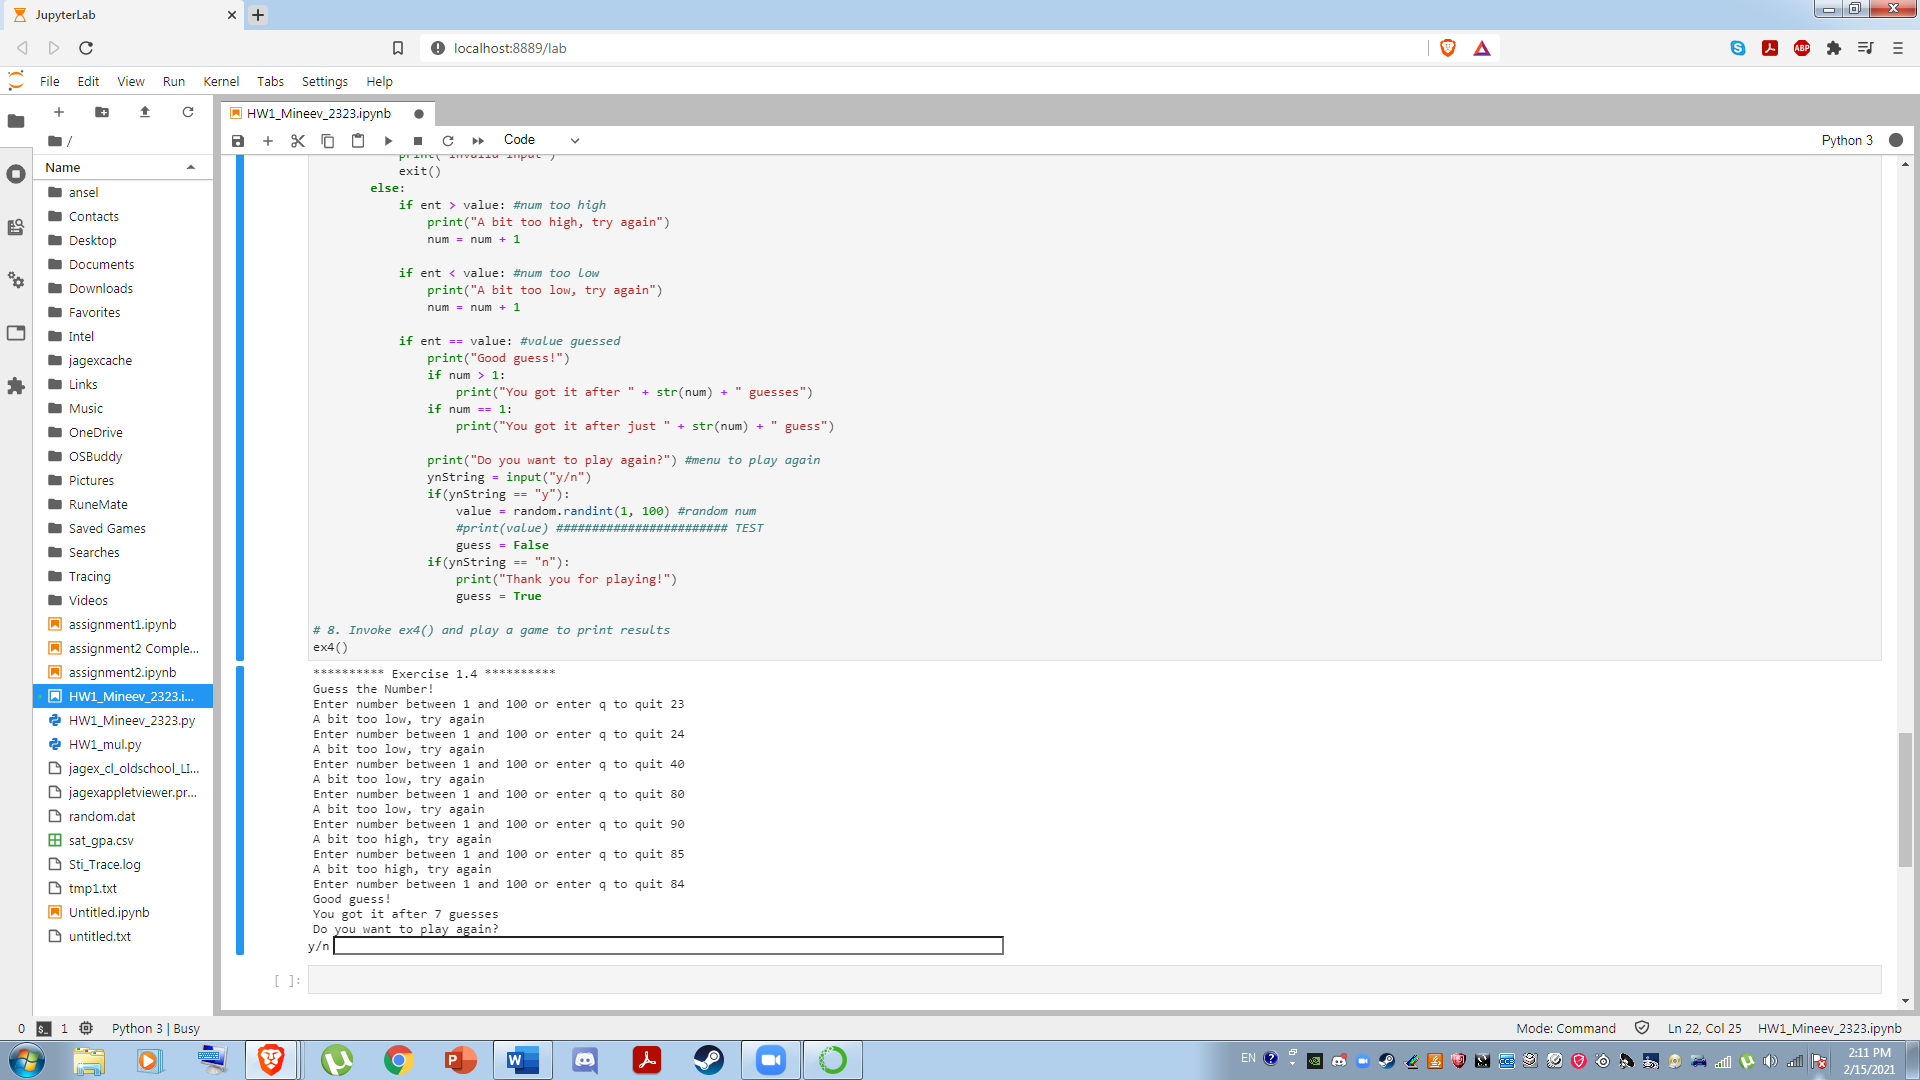 JupyterLab
localhost:8889/lab
File Edit View Run Kernel Tabs Settings Help
HW1_Mineev_2323.ipynb
/
Code
Python 3
Name
ansel
Contacts
Desktop
Documents
Downloads
Favorites
Intel
jagexcache
Links
Music
OneDrive
OSBuddy
Pictures
RuneMate
Saved Games
Searches
Tracing
Videos
assignment1.ipynb
assignment2 Comple...
assignment2.ipynb
HW1_Mineev_2323.i...
HW1_Mineev_2323.py
HW1_mul.py
jagex_cl_oldschool_LI...
jagexappletviewer.pr...
random.dat
sat_gpa.csv
Sti_Trace.log
tmp1.txt
Untitled.ipynb
untitled.txt
print("Invalid input")
exit()
else:
if ent > value: #num too high
print("A bit too high, try again")
num = num + 1
if ent < value: #num too low
print("A bit too low, try again")
num = num + 1
if ent == value: #value guessed
print("Good guess!")
if num > 1:
print("You got it after " + str(num) + " guesses")
if num == 1:
print("You got it after just " + str(num) + " guess")
print("Do you want to play again?") #menu to play again
ynString = input("y/n")
if(ynString == "y"):
value = random.randint(1, 100) #random num
#print(value) ######################## TEST
guess = False
if(ynString == "n"):
print("Thank you for playing!")
guess = True
# 8. Invoke ex4() and play a game to print results
ex4()
********** Exercise 1.4 **********
Guess the Number!
Enter number between 1 and 100 or enter q to quit 23
A bit too low, try again
Enter number between 1 and 100 or enter q to quit 24
A bit too low, try again
Enter number between 1 and 100 or enter q to quit 40
A bit too low, try again
Enter number between 1 and 100 or enter q to quit 80
A bit too low, try again
Enter number between 1 and 100 or enter q to quit 90
A bit too high, try again
Enter number between 1 and 100 or enter q to quit 85
A bit too high, try again
Enter number between 1 and 100 or enter q to quit 84
Good guess!
You got it after 7 guesses
Do you want to play again?
y/n
[ ]:
0 1 Python 3 | Busy
Mode: Command Ln 22, Col 25 HW1_Mineev_2323.ipynb
EN
2:11 PM
2/15/2021